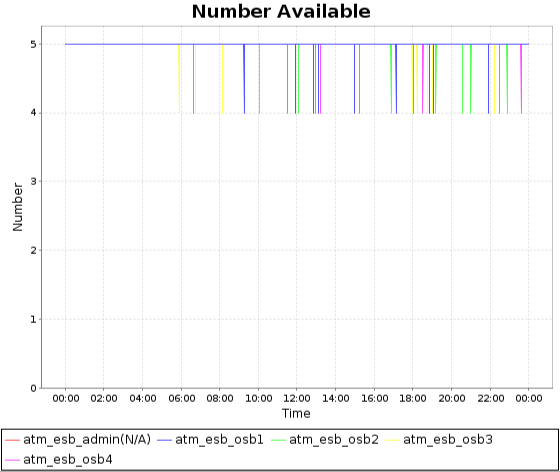 Number Available
5
4
3
2
1
0
Number
00:00 02:00 04:00 06:00 08:00 10:00 12:00 14:00 16:00 18:00 20:00 22:00 00:00
Time
atm_esb_admin(N/A) atm_esb_osb1 atm_esb_osb2 atm_esb_osb3
atm_esb_osb4